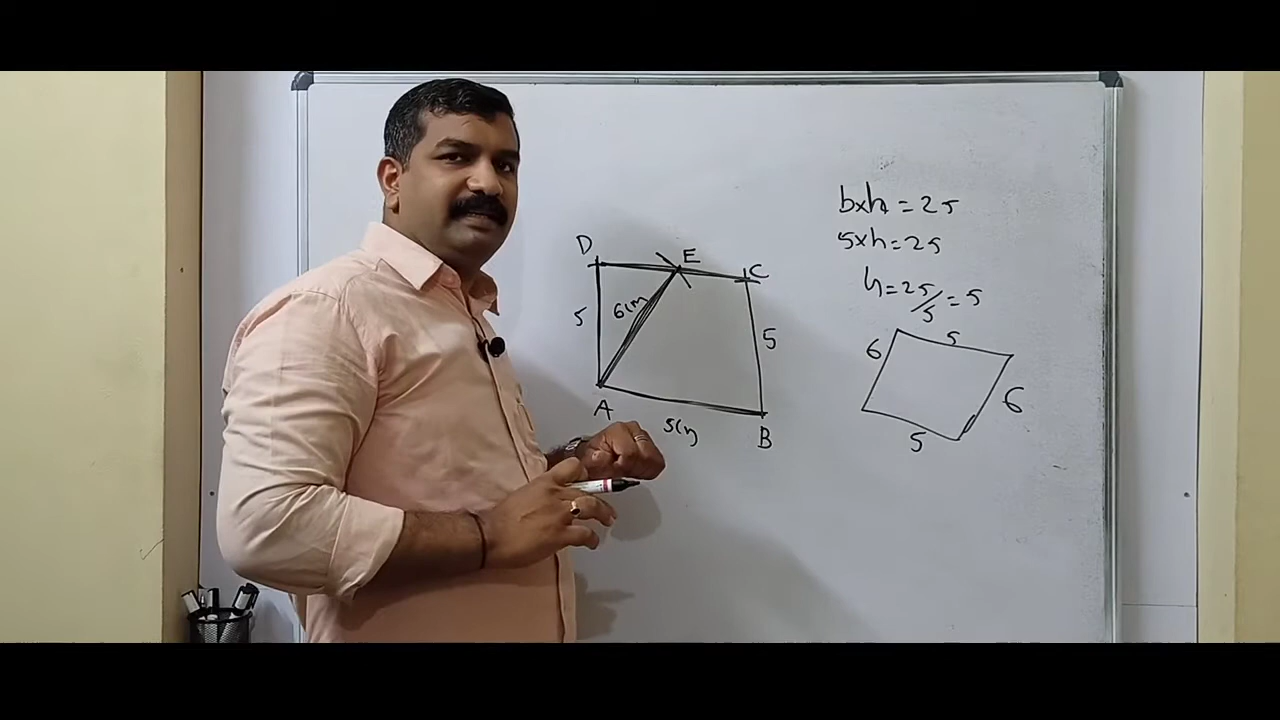 D E C
5 6cm 5
A 5cm B
b×h = 25
5×h = 25
h = 25/5 = 5
5
6 6
5